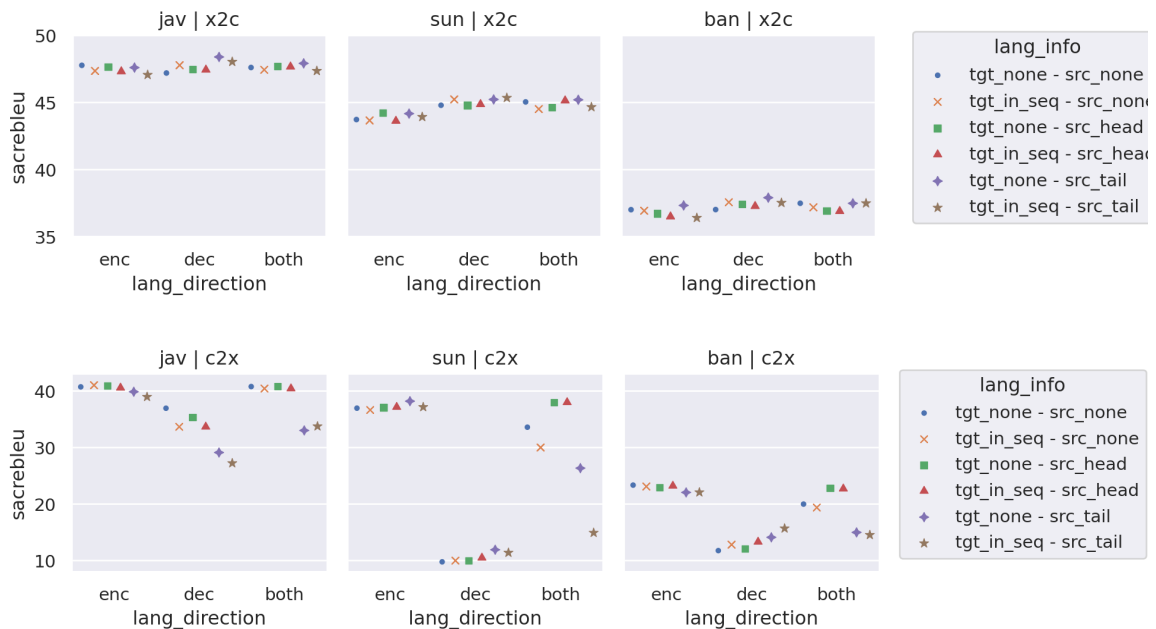 jav | x2c
sun | x2c
ban | x2c
50
45
40
35
sacrebleu
enc dec both
enc dec both
enc dec both
lang_direction
lang_direction
lang_direction
lang_info
tgt_none - src_none
tgt_in_seq - src_none
tgt_none - src_head
tgt_in_seq - src_head
tgt_none - src_tail
tgt_in_seq - src_tail
jav | c2x
sun | c2x
ban | c2x
40
30
20
10
sacrebleu
enc dec both
enc dec both
enc dec both
lang_direction
lang_direction
lang_direction
lang_info
tgt_none - src_none
tgt_in_seq - src_none
tgt_none - src_head
tgt_in_seq - src_head
tgt_none - src_tail
tgt_in_seq - src_tail